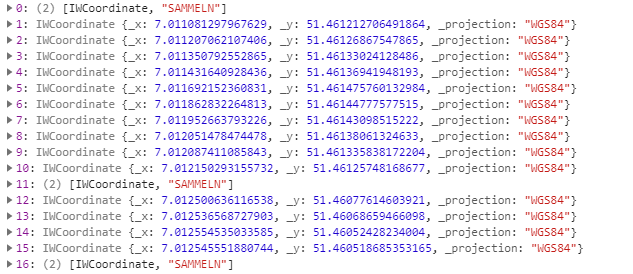 0: (2) [IWCoordinate, "SAMMELN"]
1: IWCoordinate {_x: 7.011081297967629, _y: 51.461212706491864, _projection: "WGS84"}
2: IWCoordinate {_x: 7.011207062107406, _y: 51.46126867547865, _projection: "WGS84"}
3: IWCoordinate {_x: 7.011350792552865, _y: 51.46133024128486, _projection: "WGS84"}
4: IWCoordinate {_x: 7.011431640928436, _y: 51.46136941948193, _projection: "WGS84"}
5: IWCoordinate {_x: 7.011692152360831, _y: 51.461475760132984, _projection: "WGS84"}
6: IWCoordinate {_x: 7.011862832264813, _y: 51.46144777577515, _projection: "WGS84"}
7: IWCoordinate {_x: 7.011952663793226, _y: 51.46143098515222, _projection: "WGS84"}
8: IWCoordinate {_x: 7.012051478474478, _y: 51.46138061324633, _projection: "WGS84"}
9: IWCoordinate {_x: 7.012087411085843, _y: 51.461335838172204, _projection: "WGS84"}
10: IWCoordinate {_x: 7.012150293155732, _y: 51.46125748168677, _projection: "WGS84"}
11: (2) [IWCoordinate, "SAMMELN"]
12: IWCoordinate {_x: 7.012500636116538, _y: 51.46077614603921, _projection: "WGS84"}
13: IWCoordinate {_x: 7.012536568727903, _y: 51.46068659466098, _projection: "WGS84"}
14: IWCoordinate {_x: 7.012554535033585, _y: 51.46052428234004, _projection: "WGS84"}
15: IWCoordinate {_x: 7.012545551880744, _y: 51.460518685353165, _projection: "WGS84"}
16: (2) [IWCoordinate, "SAMMELN"]